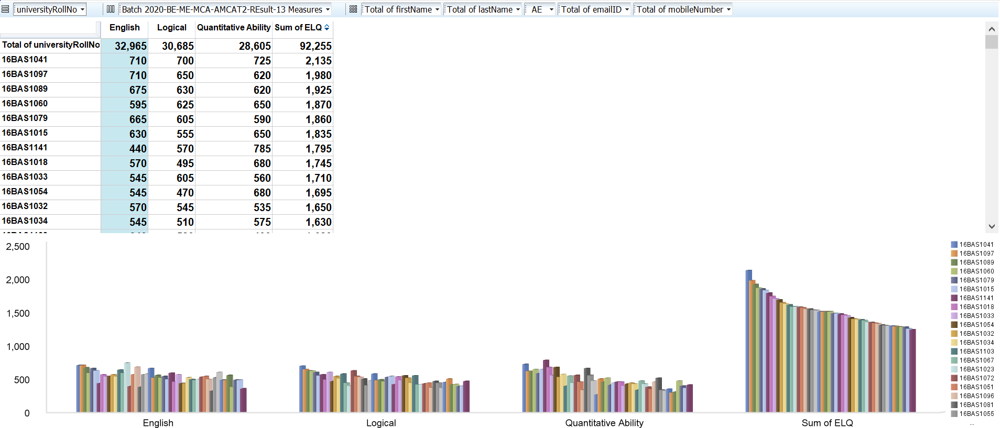 universityRollNo Batch 2020-BE-ME-MCA-AMCAT2-REsult-13 Measures Total of firstName Total of lastName AE Total of emailID Total of mobileNumber
English Logical Quantitative Ability Sum of ELQ
Total of universityRollNo 32,965 30,685 28,605 92,255
16BAS1041 710 700 725 2,135
16BAS1097 710 650 620 1,980
16BAS1089 675 630 620 1,925
16BAS1060 595 625 650 1,870
16BAS1079 665 605 590 1,860
16BAS1015 630 555 650 1,835
16BAS1141 440 570 785 1,795
16BAS1018 570 495 680 1,745
16BAS1033 545 605 560 1,710
16BAS1054 545 470 680 1,695
16BAS1032 570 545 535 1,650
16BAS1034 545 510 575 1,630
2,500
2,000
1,500
1,000
500
0
English Logical Quantitative Ability Sum of ELQ
16BAS1041
16BAS1097
16BAS1089
16BAS1060
16BAS1079
16BAS1015
16BAS1141
16BAS1018
16BAS1033
16BAS1054
16BAS1032
16BAS1034
16BAS1103
16BAS1067
16BAS1023
16BAS1072
16BAS1051
16BAS1096
16BAS1081
16BAS1055
...